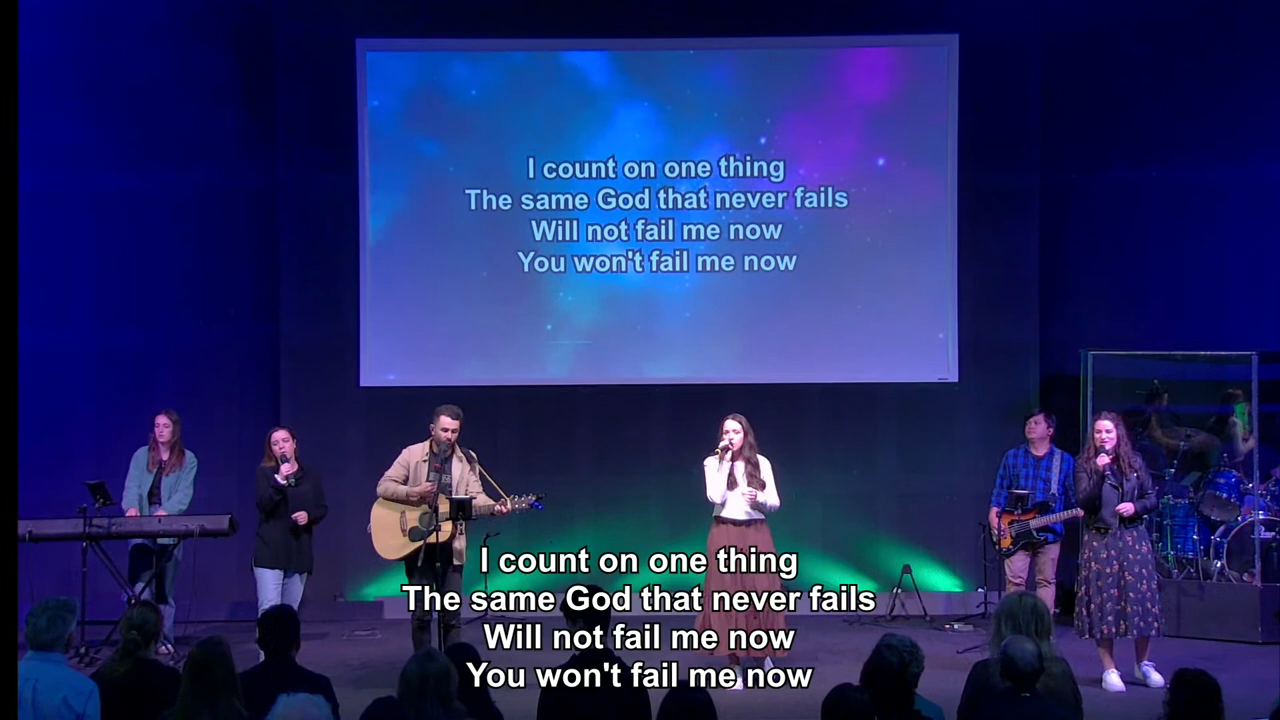 I count on one thing
The same God that never fails
Will not fail me now
You won't fail me now
I count on one thing
The same God that never fails
Will not fail me now
You won't fail me now